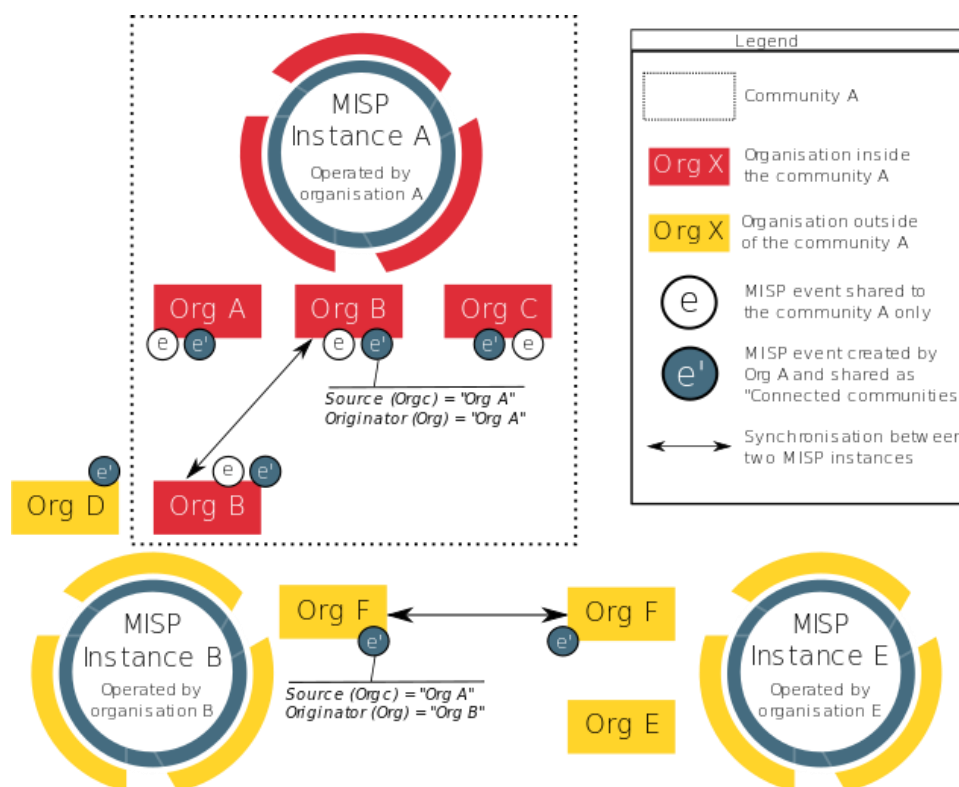 MISP
Instance A
Operated by
organisation A
Org A
Org B
Org C
e
e'
e
e'
e'
e
Source (Orgc) = "Org A"
Originator (Org) = "Org A"
e'
e
e'
Org D
Org B
MISP
Instance B
Operated by
organisation B
Org F
e'
Source (Orgc) = "Org A"
Originator (Org) = "Org B"
Org F
e'
Org E
MISP
Instance E
Operated by
organisation E
Legend
Community A
Org X
Organisation inside
the community A
Org X
Organisation outside
of the community A
e
MISP event shared to
the community A only
e'
MISP event created by
Org A and shared as
"Connected communities
Synchronisation between
two MISP instances